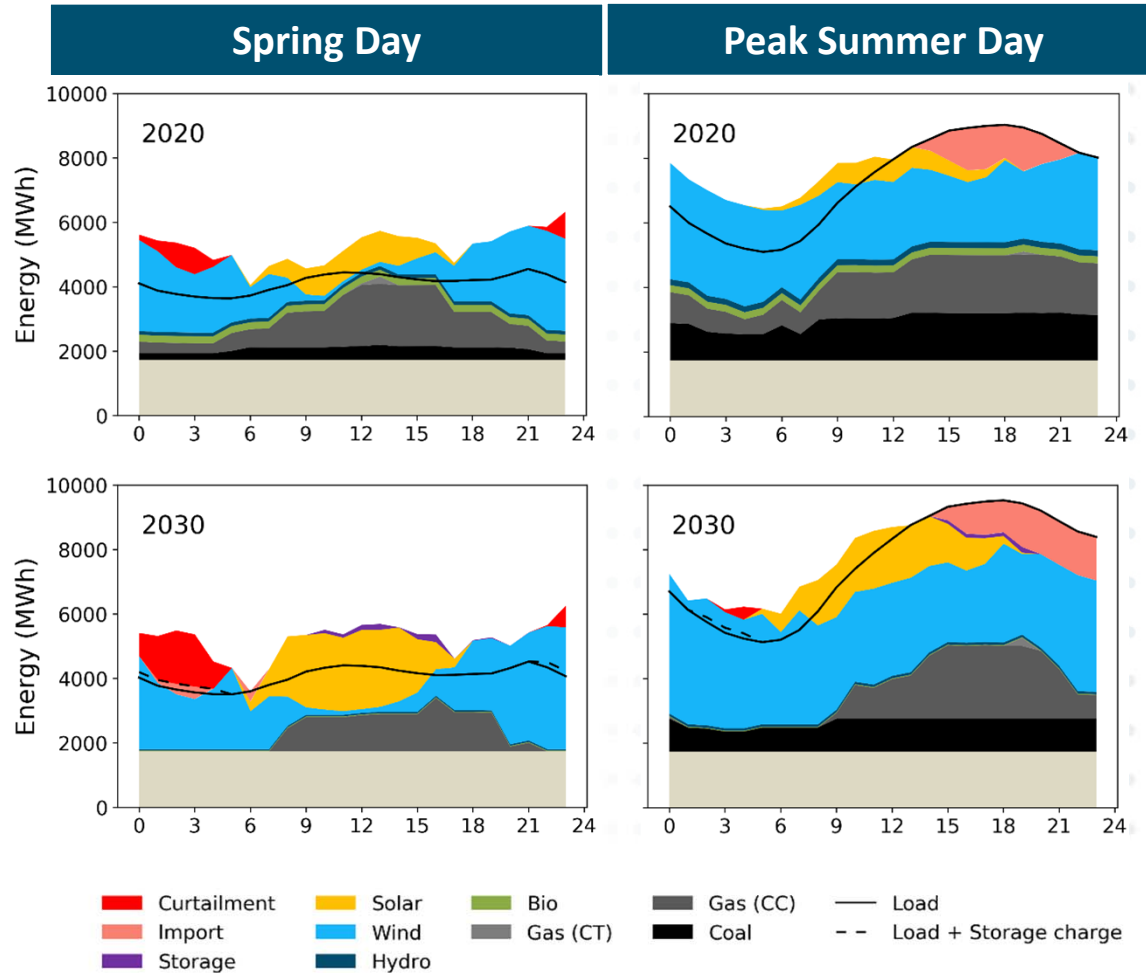 Spring Day
Peak Summer Day
Energy (MWh)
10000
8000
6000
4000
2000
0
2020
0 3 6 9 12 15 18 21 24
10000
8000
6000
4000
2000
0
2020
0 3 6 9 12 15 18 21 24
Energy (MWh)
10000
8000
6000
4000
2000
0
2030
0 3 6 9 12 15 18 21 24
10000
8000
6000
4000
2000
0
2030
0 3 6 9 12 15 18 21 24
Curtailment
Import
Storage
Solar
Wind
Hydro
Bio
Gas (CT)
Gas (CC)
Coal
Load
Load + Storage charge